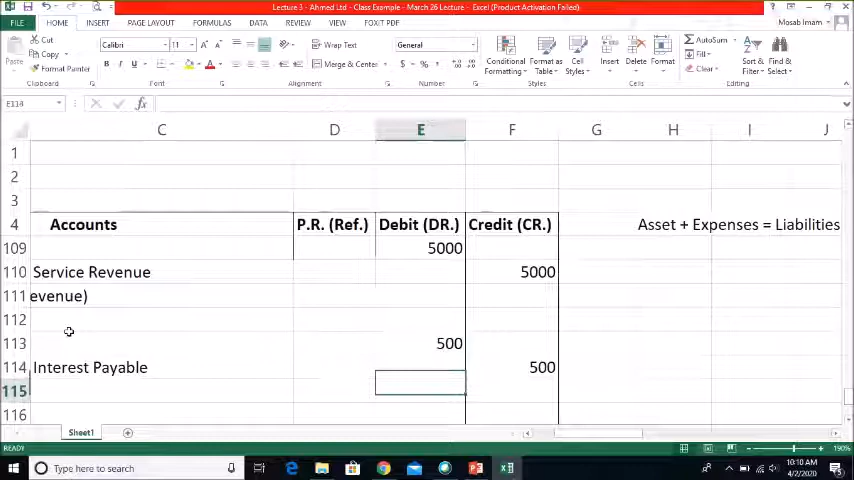 Lecture 3 - Ahmed Ltd - Class Example - March 26 Lecture - Excel (Product Activation Failed)
FILE HOME INSERT PAGE LAYOUT FORMULAS DATA REVIEW VIEW FOXIT PDF Mosab Imam
Cut
Copy
Format Painter
Paste
Clipboard
Calibri 11
B I U
Font
Wrap Text
Merge & Center
Alignment
General
$ %
Number
Conditional Formatting
Format as Table
Cell Styles
Styles
Insert Delete Format
Cells
AutoSum
Fill
Clear
Sort & Filter
Find & Select
Editing
E114 fx
C D E F G H I J
1
2
3
4 Accounts P.R. (Ref.) Debit (DR.) Credit (CR.) Asset + Expenses = Liabilities
109 5000
110 Service Revenue 5000
111 evenue)
112
113 500
114 Interest Payable 500
115
116
Sheet1
READY 190%
Type here to search
10:10 AM
4/2/2020